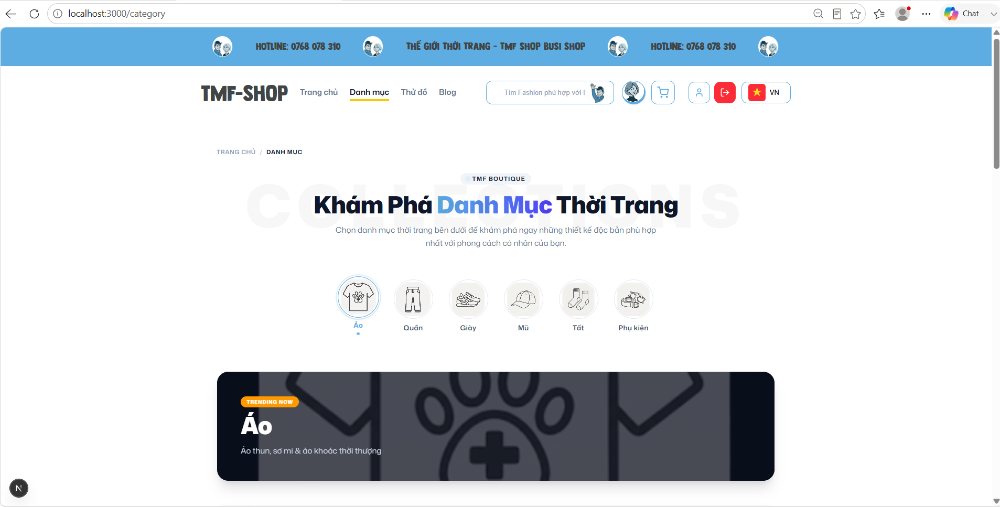 localhost:3000/category
Chat
HOTLINE: 0768 078 310
THẾ GIỚI THỜI TRANG - TMF SHOP BUSI SHOP
HOTLINE: 0768 078 310
TMF-SHOP
Trang chủ
Danh mục
Thử đồ
Blog
Tìm Fashion phù hợp với
VN
TRANG CHỦ / DANH MỤC
TMF BOUTIQUE
COLLECTIONS
Khám Phá Danh Mục Thời Trang
Chọn danh mục thời trang bên dưới để khám phá ngay những thiết kế độc bản phù hợp
nhất với phong cách cá nhân của bạn.
Áo
Quần
Giày
Mũ
Tất
Phụ kiện
TRENDING NOW
Áo
Áo thun, sơ mi & áo khoác thời thượng
N